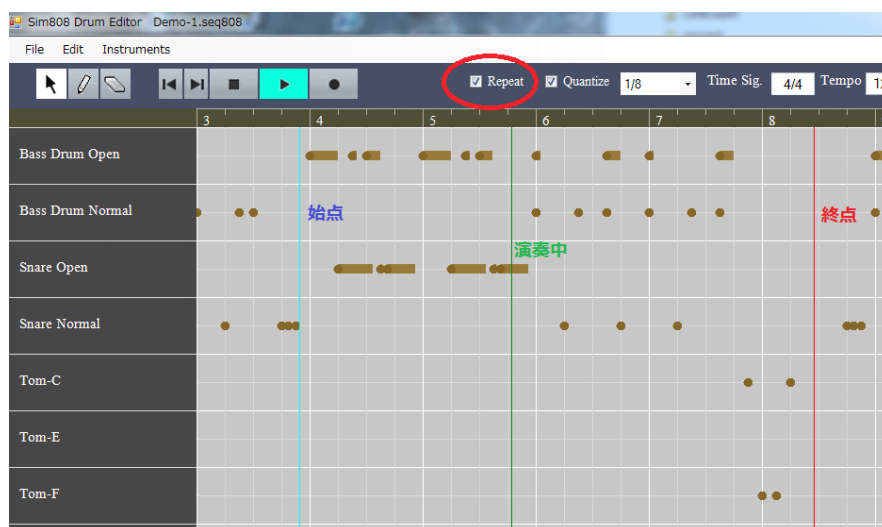 Sim808 Drum Editor Demo-1.seq808
File Edit Instruments
Repeat Quantize 1/8 Time Sig. 4/4 Tempo
3 4 5 6 7 8
Bass Drum Open
Bass Drum Normal 始点 終点
演奏中
Snare Open
Snare Normal
Tom-C
Tom-E
Tom-F